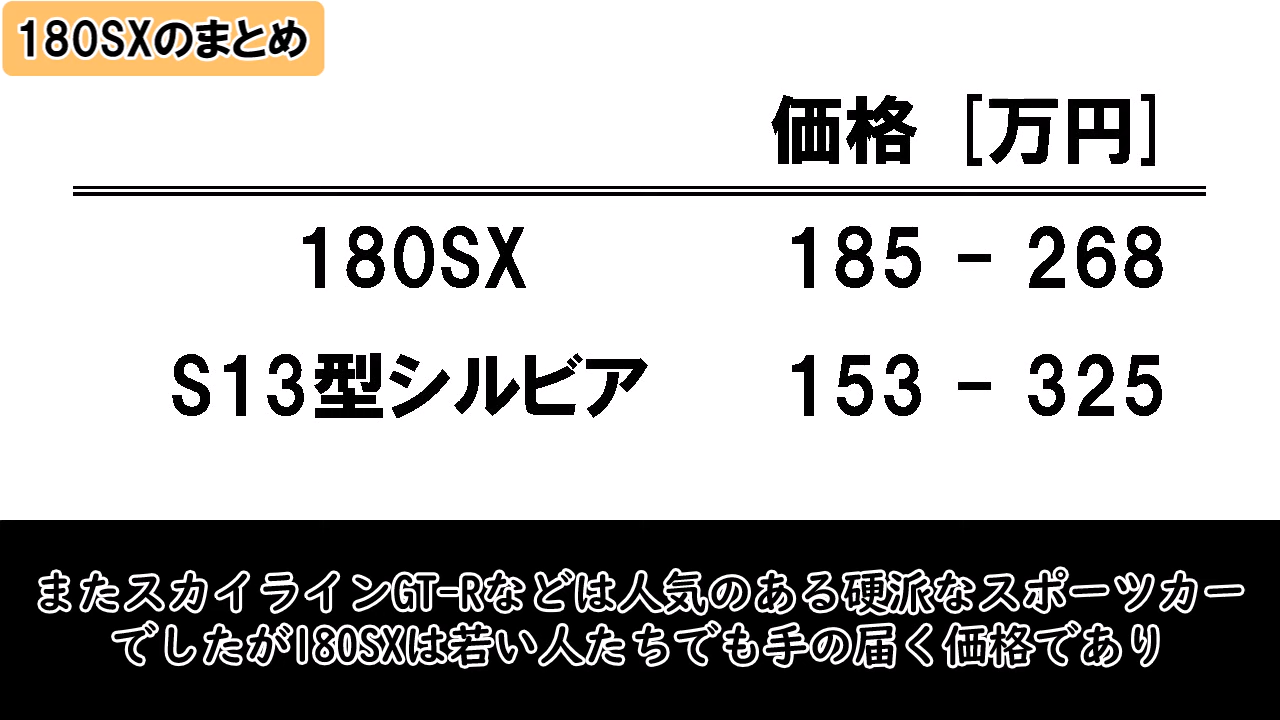 180SXのまとめ
価格 [万円]
180SX 185 - 268
S13型シルビア 153 - 325
またスカイラインGT-Rなどは人気のある硬派なスポーツカー
でしたが180SXは若い人たちでも手の届く価格であり